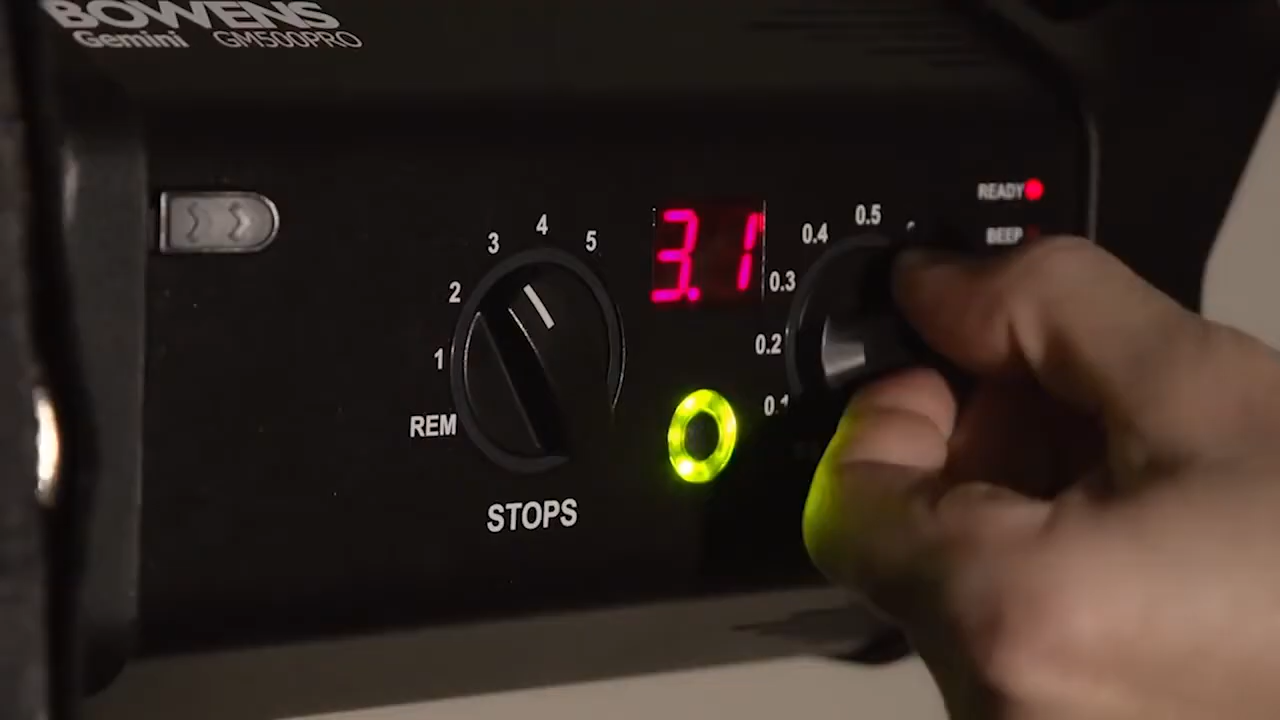 BOWENS
Gemini GM500PRO
READY
BEEP
1
2
3
4
5
REM
STOPS
3.1
0.1
0.2
0.3
0.4
0.5